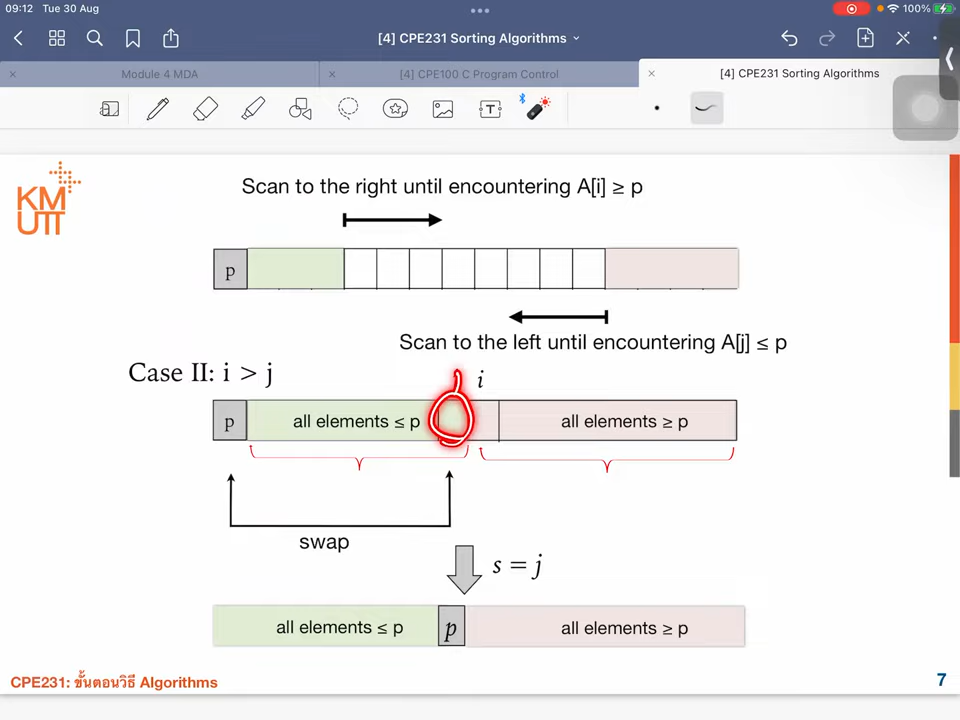 09:12 Tue 30 Aug 100%
[4] CPE231 Sorting Algorithms
Module 4 MDA
[4] CPE100 C Program Control
[4] CPE231 Sorting Algorithms
T
KM
UTT
Scan to the right until encountering A[i] ≥ p
p
Scan to the left until encountering A[j] ≤ p
Case II: i > j
i
p all elements ≤ p all elements ≥ p
swap
s = j
all elements ≤ p p all elements ≥ p
CPE231: ขั้นตอนวิธี Algorithms
7